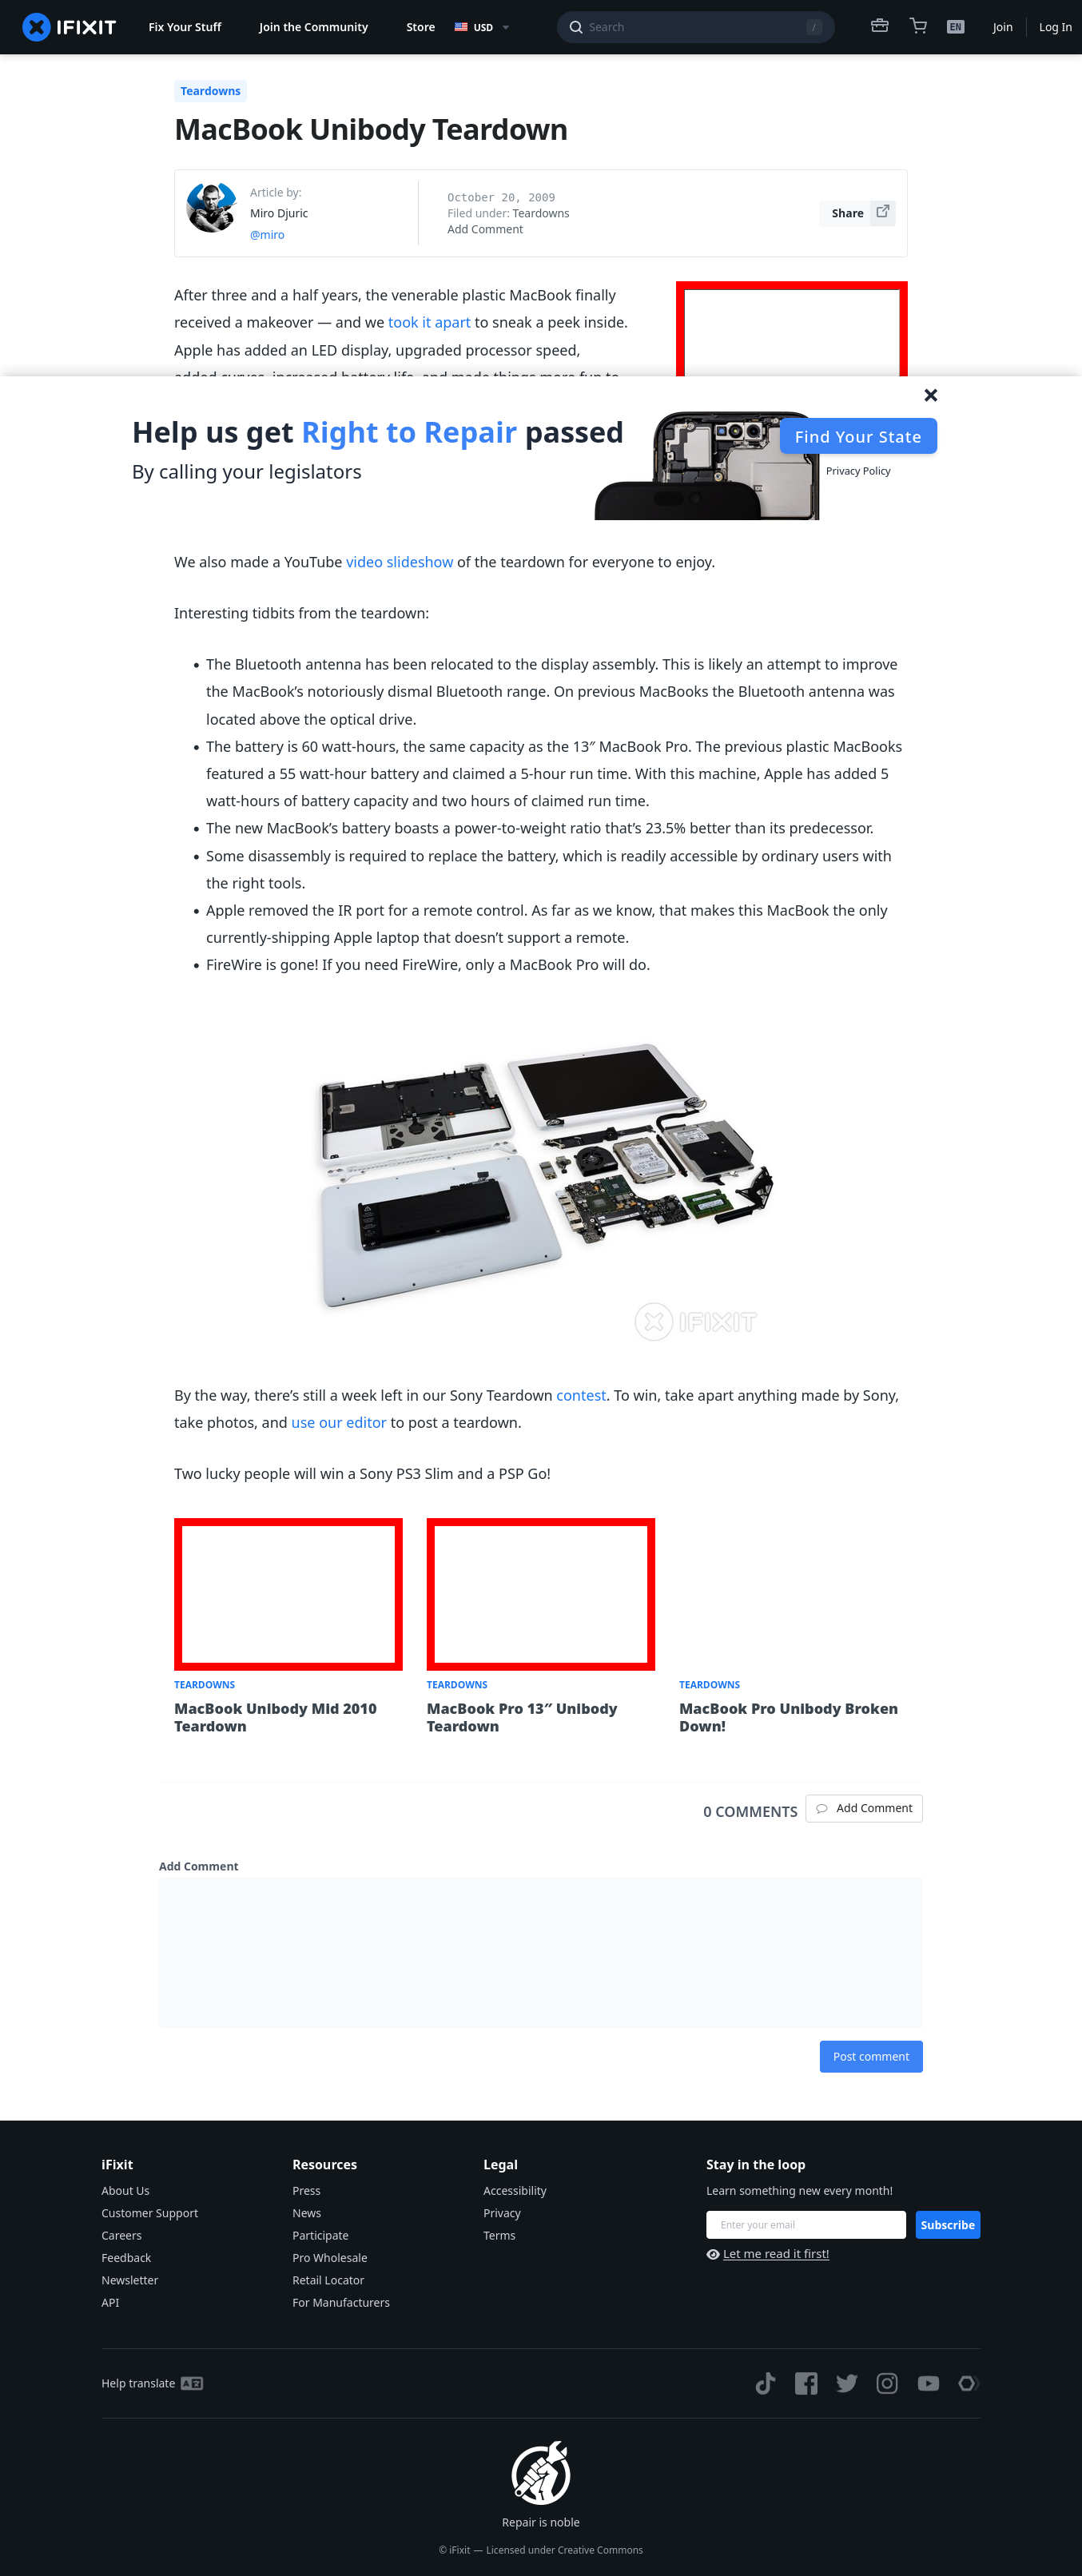 IFIXIT
Fix Your Stuff
Join the Community
Store
USD
Search
/
EN
Join
Log In
Teardowns
MacBook Unibody Teardown
Article by:
Miro Djuric
@miro
October 20, 2009
Filed under: Teardowns
Add Comment
Share
After three and a half years, the venerable plastic MacBook finally
received a makeover — and we took it apart to sneak a peek inside.
Apple has added an LED display, upgraded processor speed,
added curves, increased battery life, and made things more fun to
Help us get Right to Repair passed
By calling your legislators
Find Your State
Privacy Policy
We also made a YouTube video slideshow of the teardown for everyone to enjoy.
Interesting tidbits from the teardown:
• The Bluetooth antenna has been relocated to the display assembly. This is likely an attempt to improve
the MacBook’s notoriously dismal Bluetooth range. On previous MacBooks the Bluetooth antenna was
located above the optical drive.
• The battery is 60 watt-hours, the same capacity as the 13″ MacBook Pro. The previous plastic MacBooks
featured a 55 watt-hour battery and claimed a 5-hour run time. With this machine, Apple has added 5
watt-hours of battery capacity and two hours of claimed run time.
• The new MacBook’s battery boasts a power-to-weight ratio that’s 23.5% better than its predecessor.
• Some disassembly is required to replace the battery, which is readily accessible by ordinary users with
the right tools.
• Apple removed the IR port for a remote control. As far as we know, that makes this MacBook the only
currently-shipping Apple laptop that doesn’t support a remote.
• FireWire is gone! If you need FireWire, only a MacBook Pro will do.
IFIXIT
By the way, there’s still a week left in our Sony Teardown contest. To win, take apart anything made by Sony,
take photos, and use our editor to post a teardown.
Two lucky people will win a Sony PS3 Slim and a PSP Go!
TEARDOWNS
MacBook Unibody Mid 2010
Teardown
TEARDOWNS
MacBook Pro 13″ Unibody
Teardown
TEARDOWNS
MacBook Pro Unibody Broken
Down!
0 COMMENTS
Add Comment
Add Comment
Post comment
iFixit
About Us
Customer Support
Careers
Feedback
Newsletter
API
Resources
Press
News
Participate
Pro Wholesale
Retail Locator
For Manufacturers
Legal
Accessibility
Privacy
Terms
Stay in the loop
Learn something new every month!
Enter your email
Subscribe
Let me read it first!
Help translate
Repair is noble
© iFixit — Licensed under Creative Commons